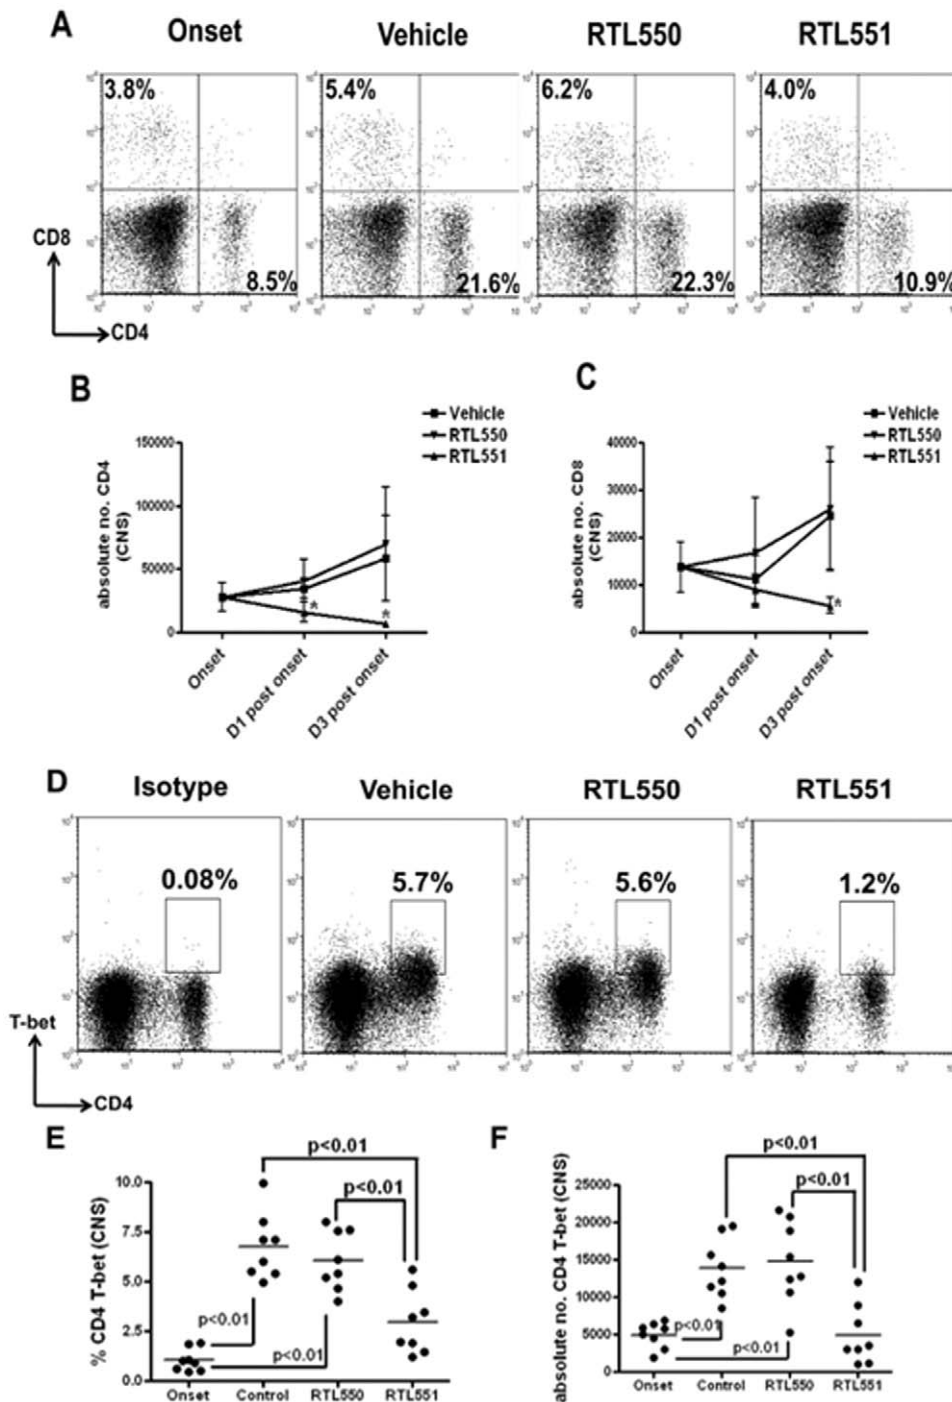 A
Onset
Vehicle
RTL550
RTL551
3.8%
5.4%
6.2%
4.0%
CD8
8.5%
21.6%
22.3%
10.9%
CD4
B
C
Vehicle
RTL550
RTL551
Vehicle
RTL550
RTL551
absolute no. CD4
(CNS)
150000
100000
50000
0
*
*
Onset
D1 post onset
D3 post onset
absolute no. CD8
(CNS)
40000
30000
20000
10000
0
*
Onset
D1 post onset
D3 post onset
D
Isotype
Vehicle
RTL550
RTL551
0.08%
5.7%
5.6%
1.2%
T-bet
CD4
E
F
% CD4 T-bet (CNS)
10.0
7.5
5.0
2.5
0.0
p<0.01
p<0.01
p<0.01
p<0.01
Onset
Control
RTL550
RTL551
absolute no. CD4 T-bet (CNS)
25000
20000
15000
10000
5000
0
p<0.01
p<0.01
p<0.01
p<0.01
Onset
Control
RTL550
RTL551